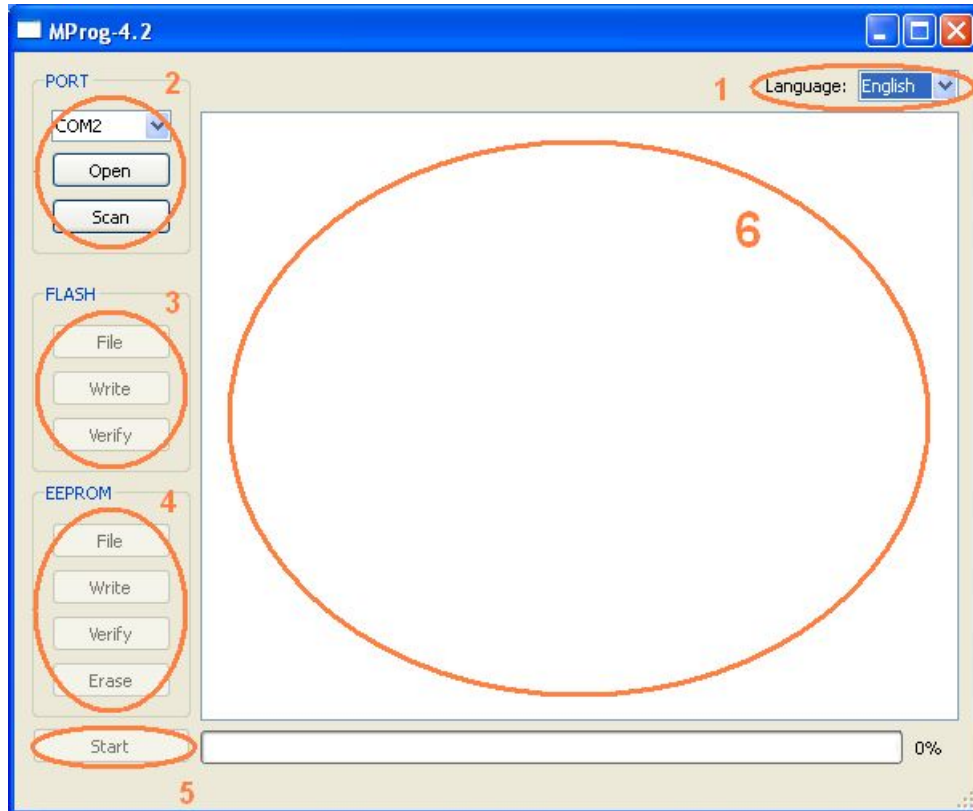 MProg-4.2
PORT
2
1
Language: English
COM2
Open
Scan
6
FLASH
3
File
Write
Verify
EEPROM
4
File
Write
Verify
Erase
Start
0%
5